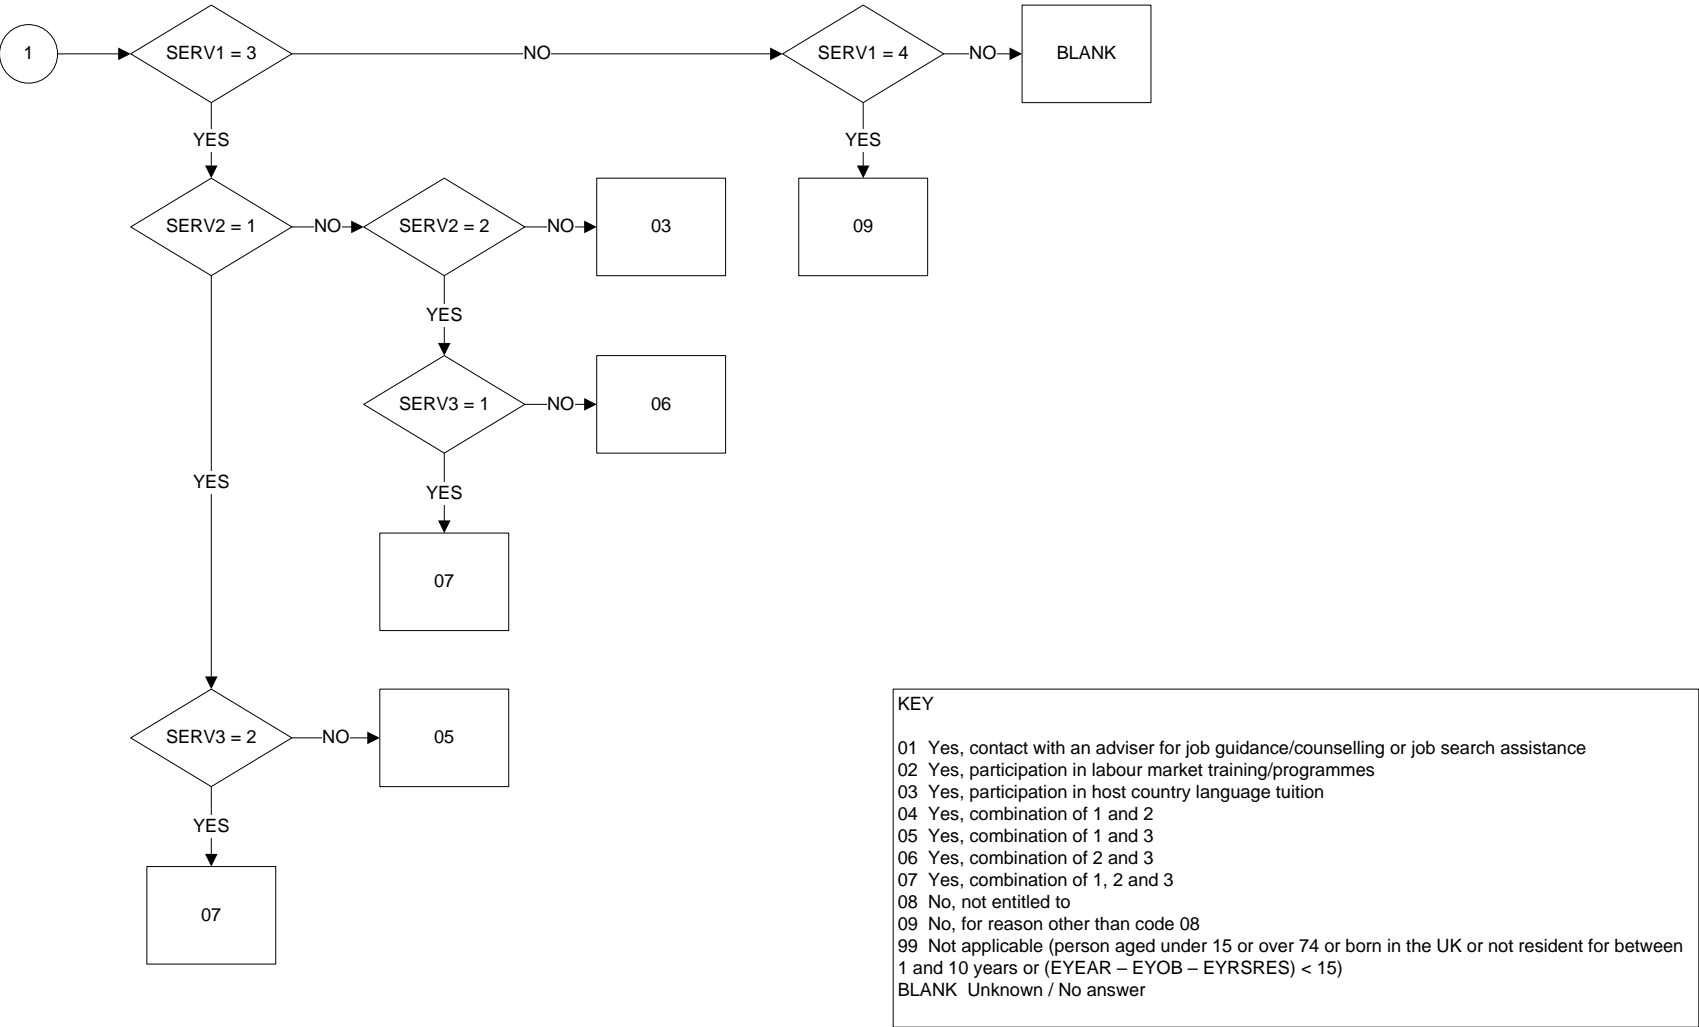 1
SERV1 = 3
NO
SERV1 = 4
NO
BLANK
YES
YES
SERV2 = 1
NO
SERV2 = 2
NO
03
09
YES
SERV3 = 1
NO
06
YES
YES
07
SERV3 = 2
NO
05
YES
07
KEY
01 Yes, contact with an adviser for job guidance/counselling or job search assistance
02 Yes, participation in labour market training/programmes
03 Yes, participation in host country language tuition
04 Yes, combination of 1 and 2
05 Yes, combination of 1 and 3
06 Yes, combination of 2 and 3
07 Yes, combination of 1, 2 and 3
08 No, not entitled to
09 No, for reason other than code 08
99 Not applicable (person aged under 15 or over 74 or born in the UK or not resident for between
1 and 10 years or (EYEAR – EYOB – EYRSRES) < 15)
BLANK Unknown / No answer